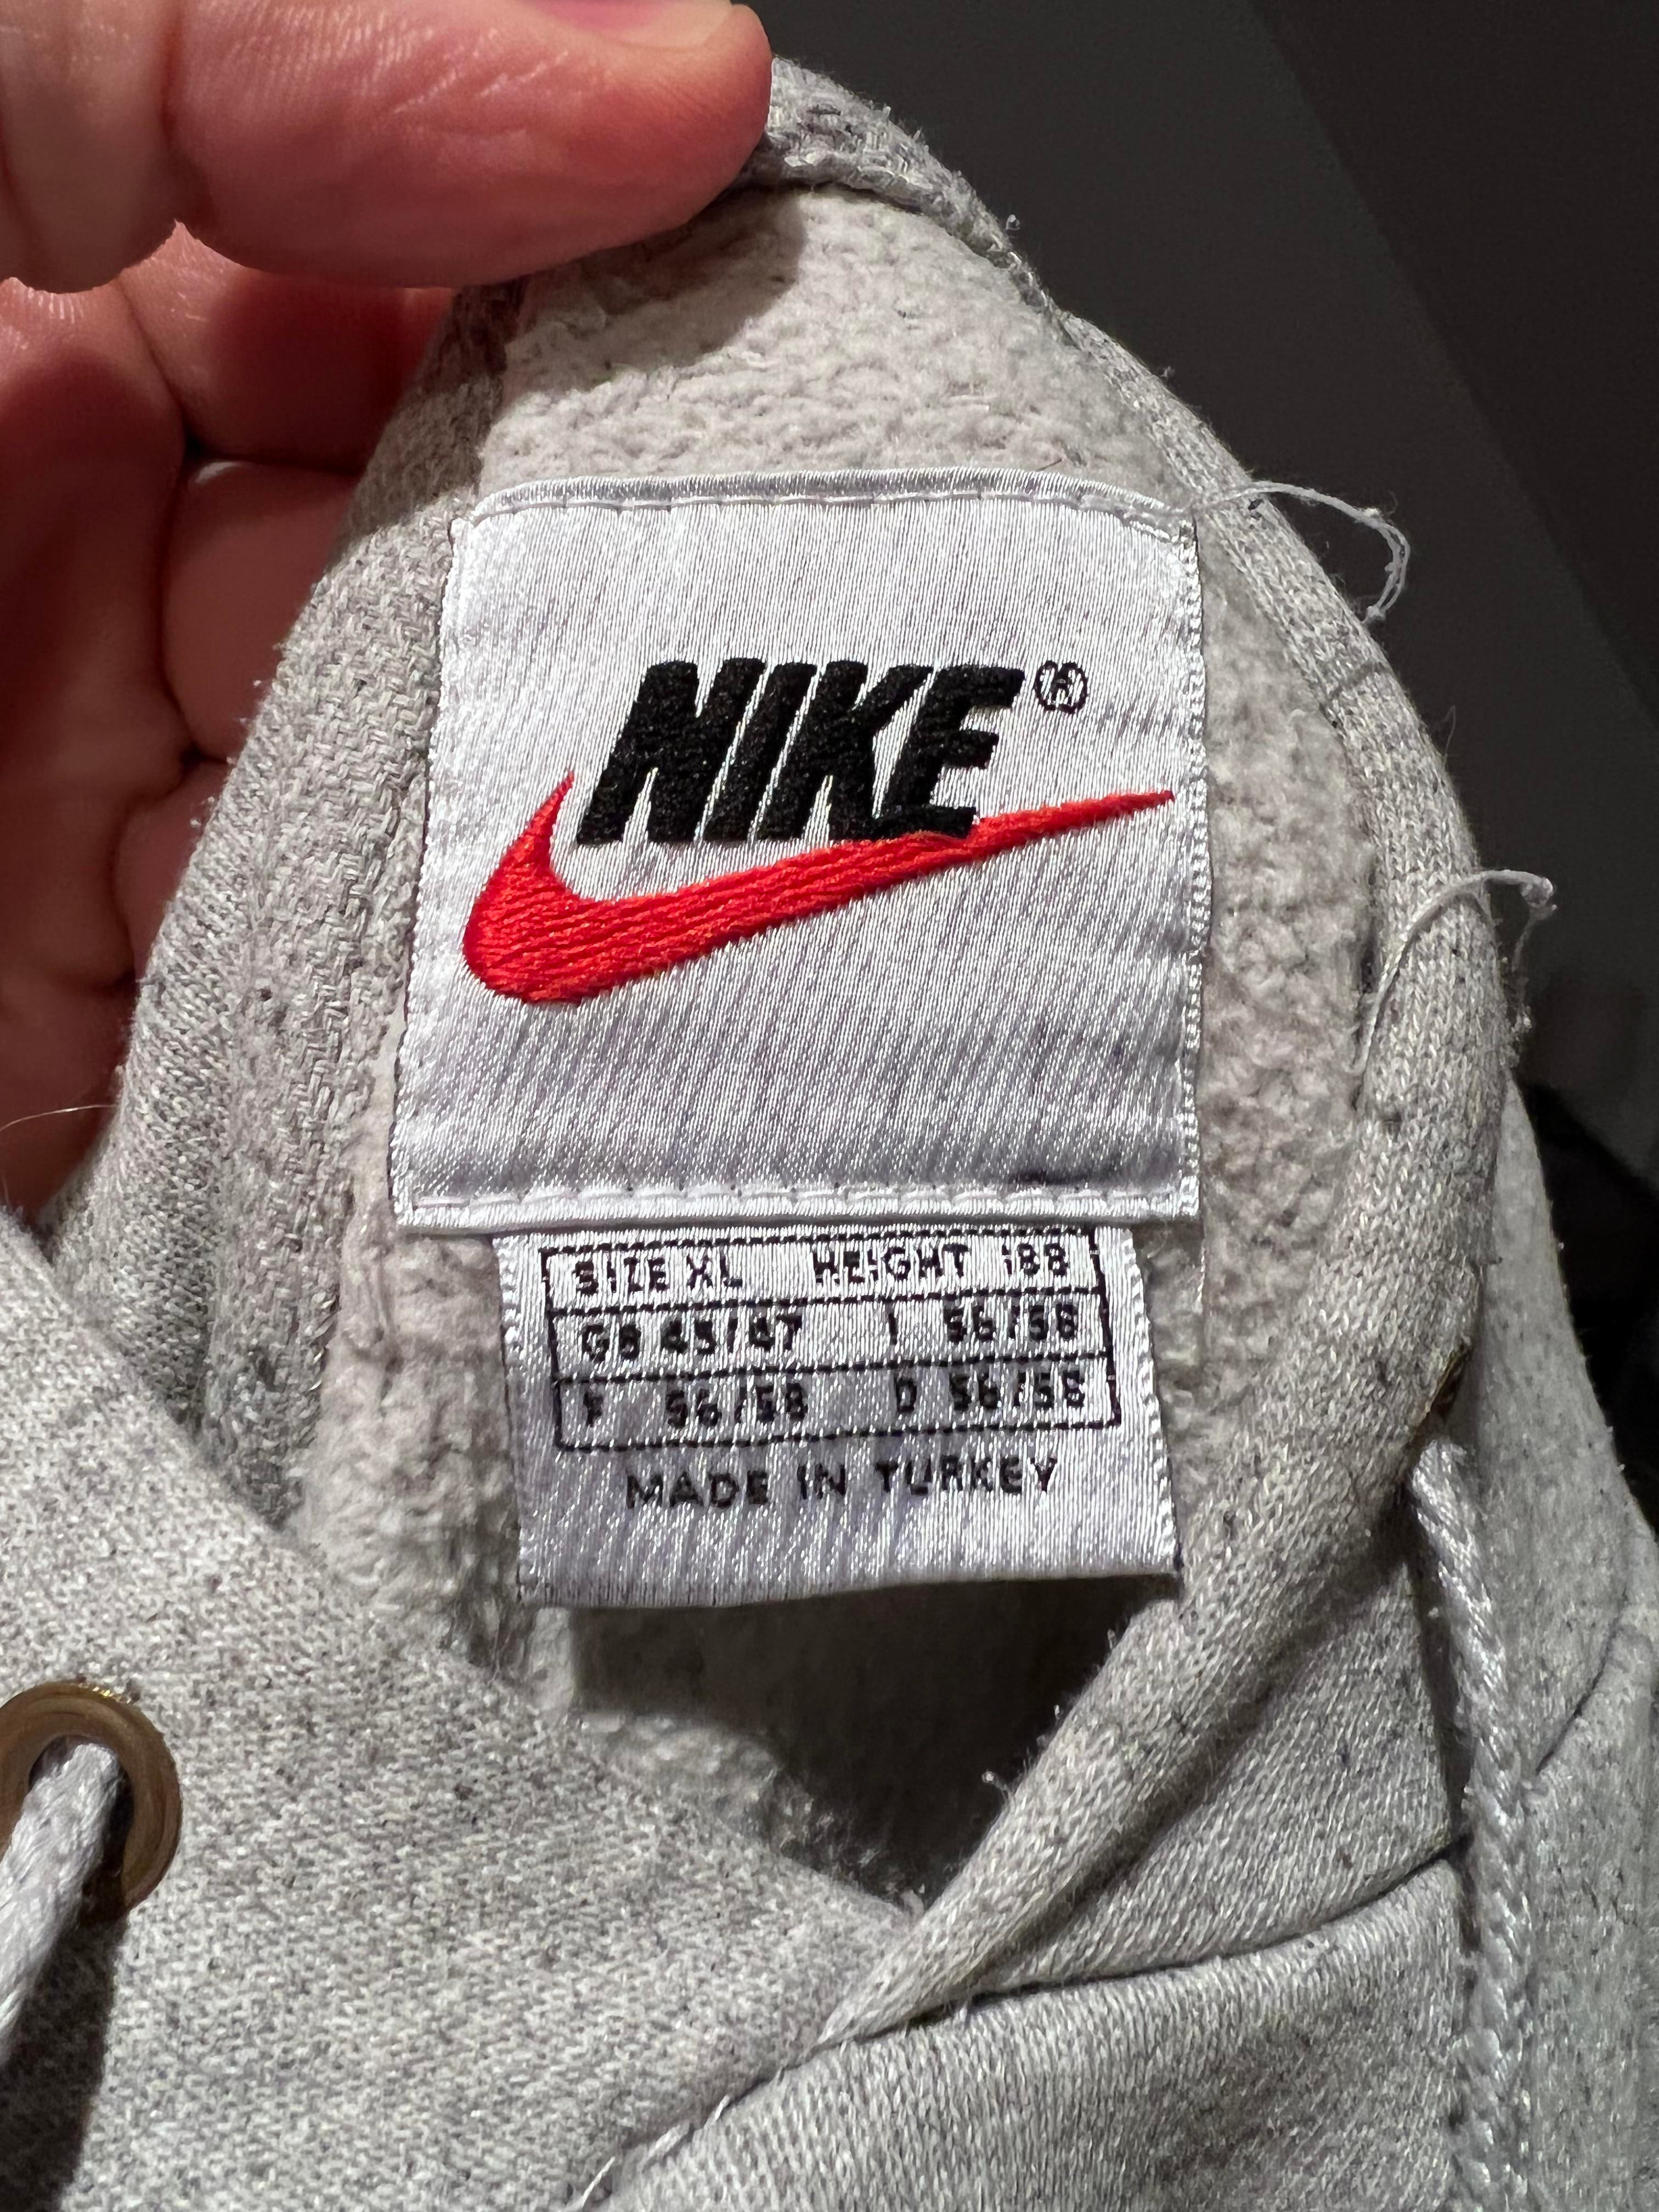 NIKE®
SIZE XL HEIGHT 188
GB 45/47 I 56/58
F 56/58 D 56/58
MADE IN TURKEY